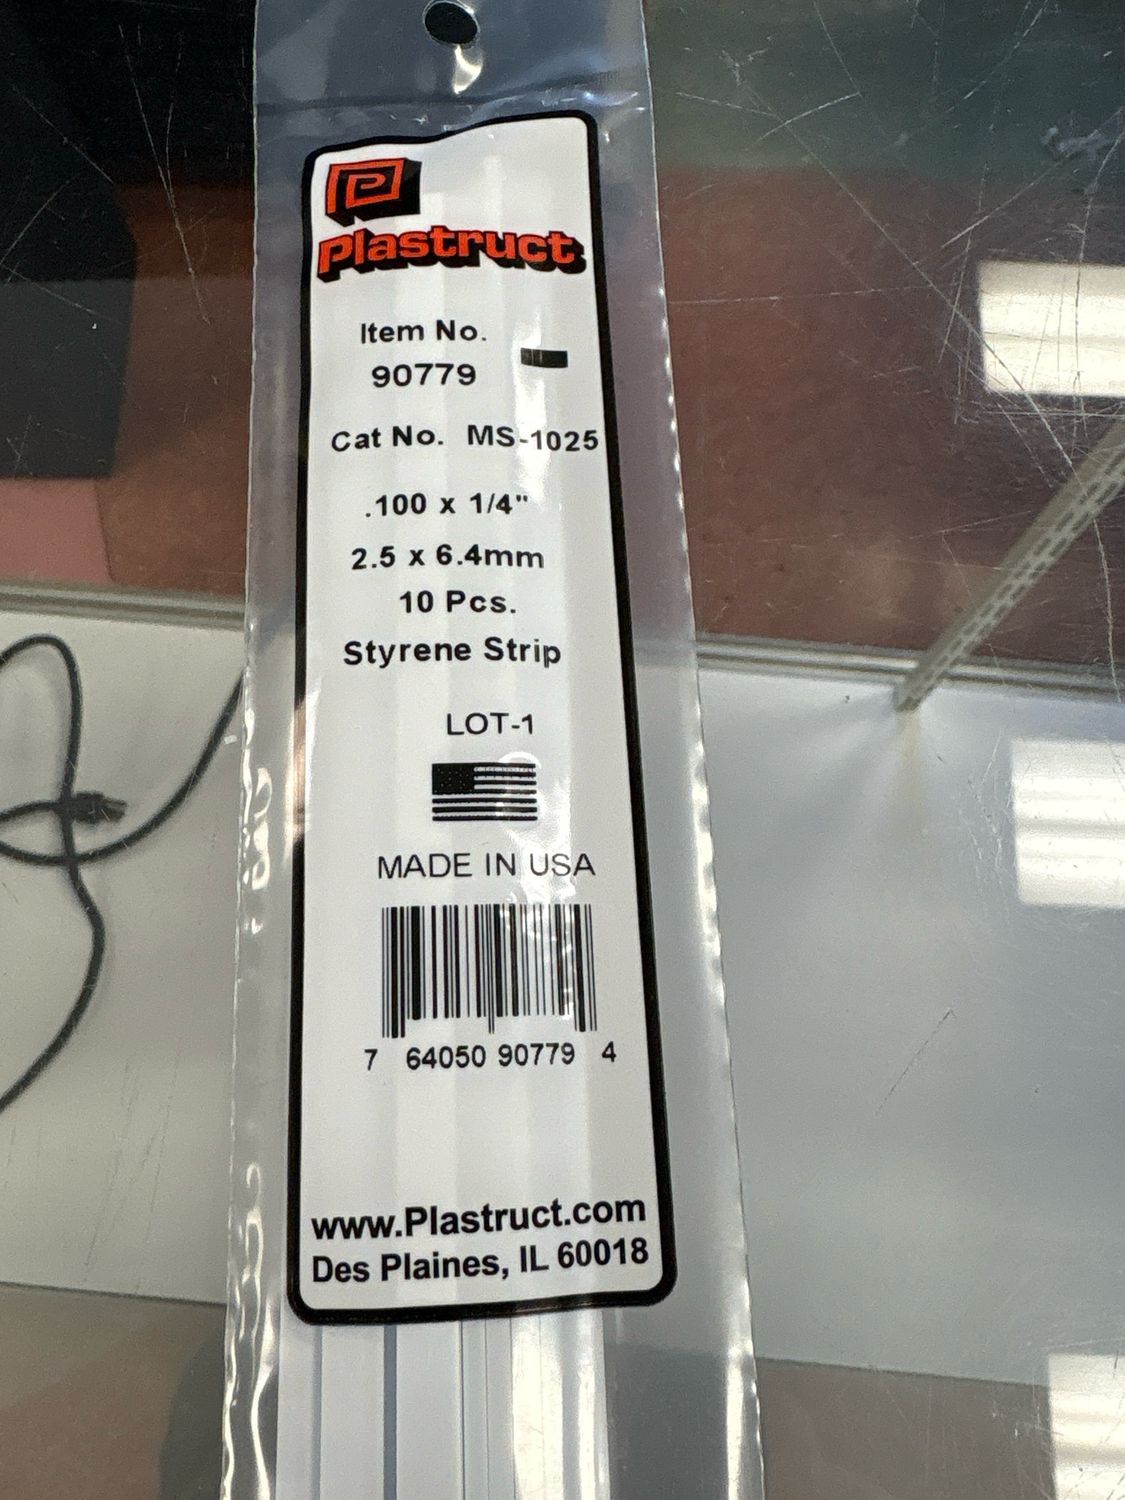 P
Plastruct
Item No.
90779
Cat No. MS-1025
.100 x 1/4"
2.5 x 6.4mm
10 Pcs.
Styrene Strip
LOT-1
MADE IN USA
7 64050 90779 4
www.Plastruct.com
Des Plaines, IL 60018